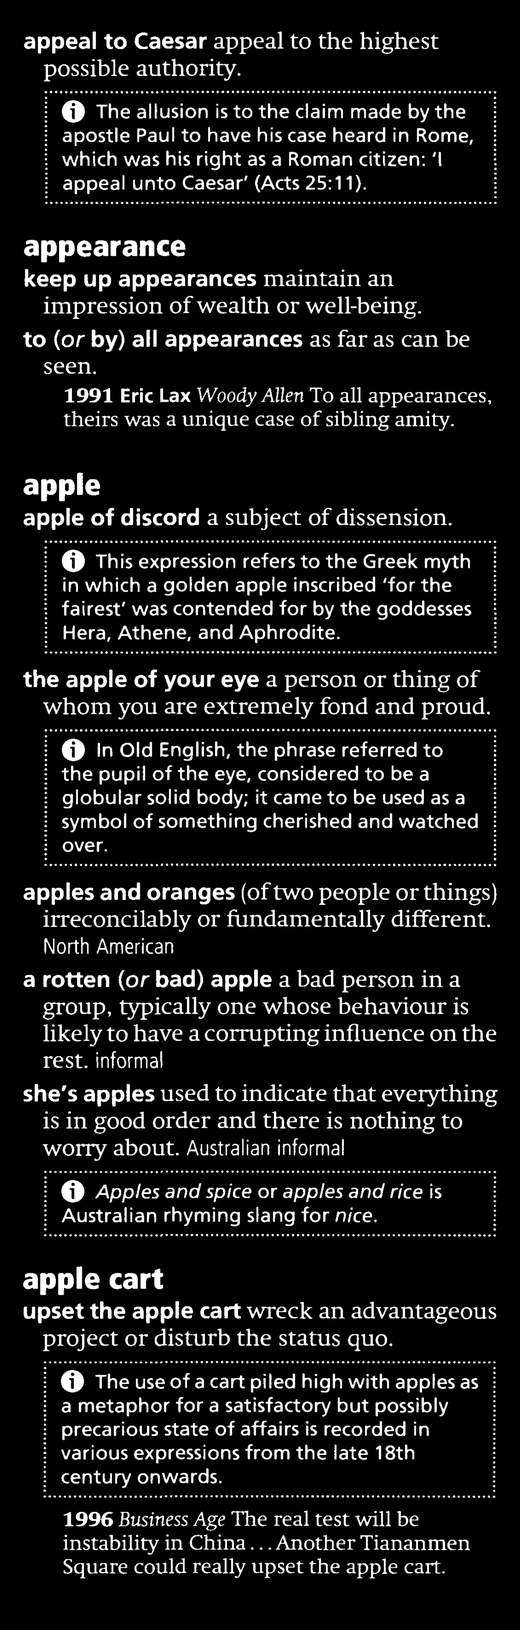 appeal to Caesar appeal to the highest
possible authority.
ⓘ The allusion is to the claim made by the
apostle Paul to have his case heard in Rome,
which was his right as a Roman citizen: ‘I
appeal unto Caesar’ (Acts 25:11).
appearance
keep up appearances maintain an
impression of wealth or well-being.
to (or by) all appearances as far as can be
seen.
1991 Eric Lax Woody Allen To all appearances,
theirs was a unique case of sibling amity.
apple
apple of discord a subject of dissension.
ⓘ This expression refers to the Greek myth
in which a golden apple inscribed ‘for the
fairest’ was contended for by the goddesses
Hera, Athene, and Aphrodite.
the apple of your eye a person or thing of
whom you are extremely fond and proud.
ⓘ In Old English, the phrase referred to
the pupil of the eye, considered to be a
globular solid body; it came to be used as a
symbol of something cherished and watched
over.
apples and oranges (of two people or things)
irreconcilably or fundamentally different.
North American
a rotten (or bad) apple a bad person in a
group, typically one whose behaviour is
likely to have a corrupting influence on the
rest. informal
she's apples used to indicate that everything
is in good order and there is nothing to
worry about. Australian informal
ⓘ Apples and spice or apples and rice is
Australian rhyming slang for nice.
apple cart
upset the apple cart wreck an advantageous
project or disturb the status quo.
ⓘ The use of a cart piled high with apples as
a metaphor for a satisfactory but possibly
precarious state of affairs is recorded in
various expressions from the late 18th
century onwards.
1996 Business Age The real test will be
instability in China…Another Tiananmen
Square could really upset the apple cart.